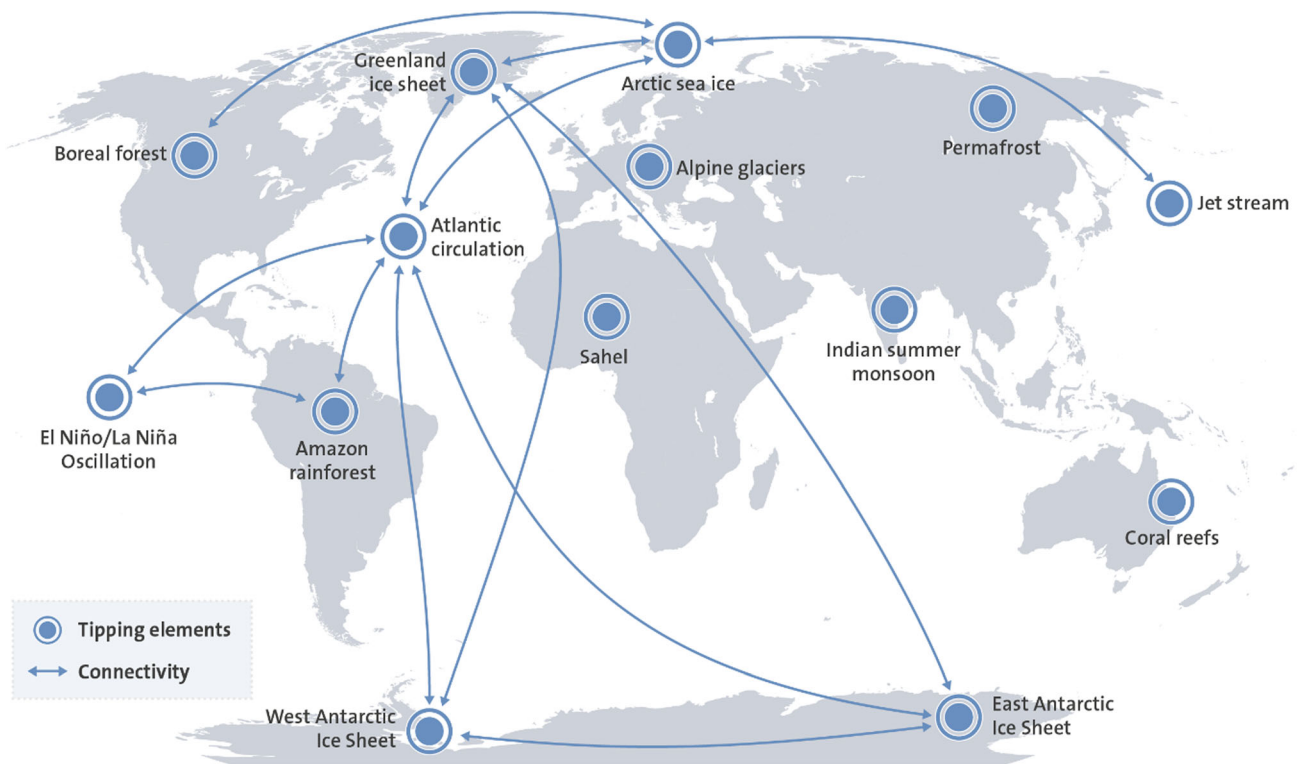 Greenland
ice sheet
Arctic sea ice
Boreal forest
Permafrost
Alpine glaciers
Jet stream
Atlantic
circulation
Sahel
Indian summer
monsoon
El Niño/La Niña
Oscillation
Amazon
rainforest
Coral reefs
Tipping elements
Connectivity
West Antarctic
Ice Sheet
East Antarctic
Ice Sheet